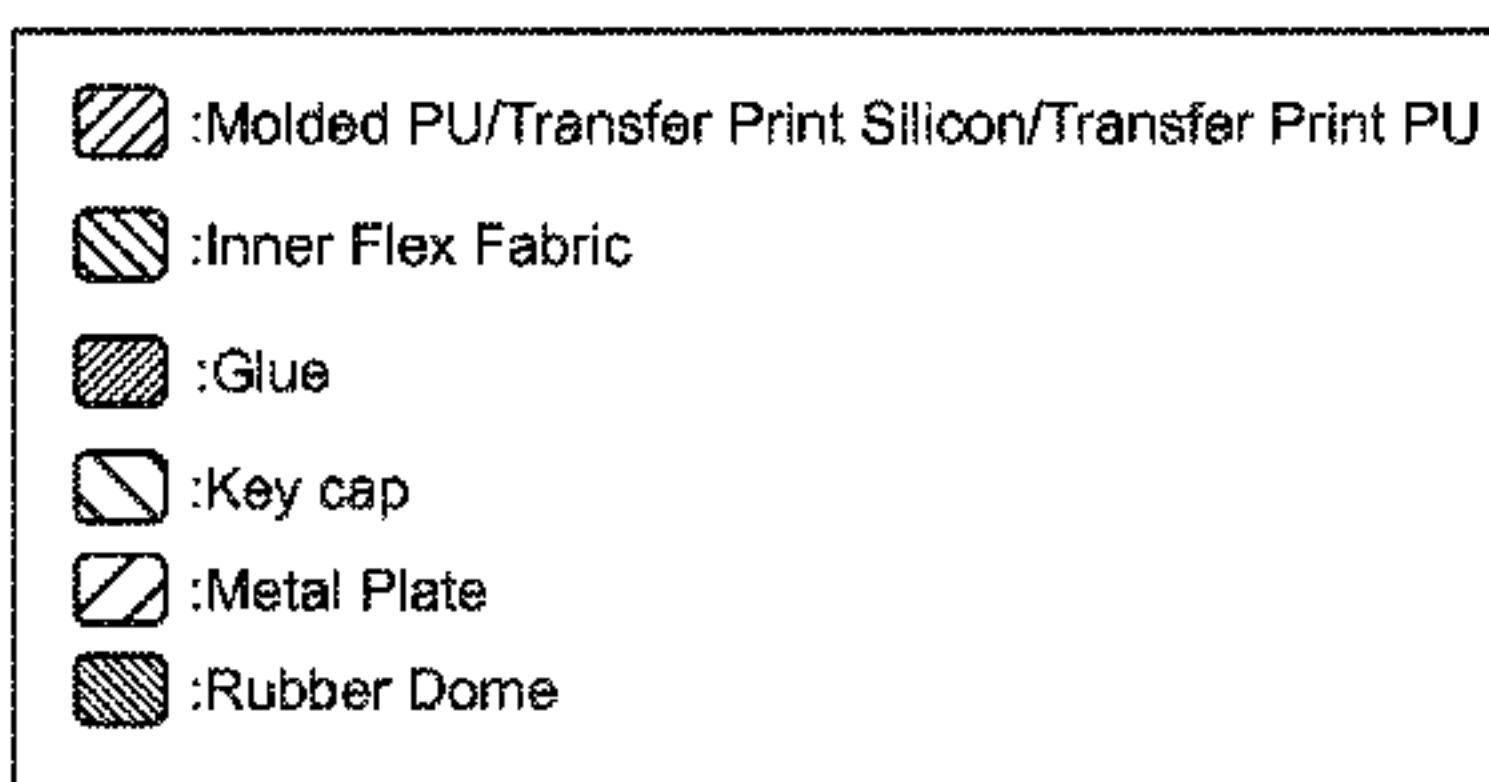 :Molded PU/Transfer Print Silicon/Transfer Print PU
:Inner Flex Fabric
:Glue
:Key cap
:Metal Plate
:Rubber Dome